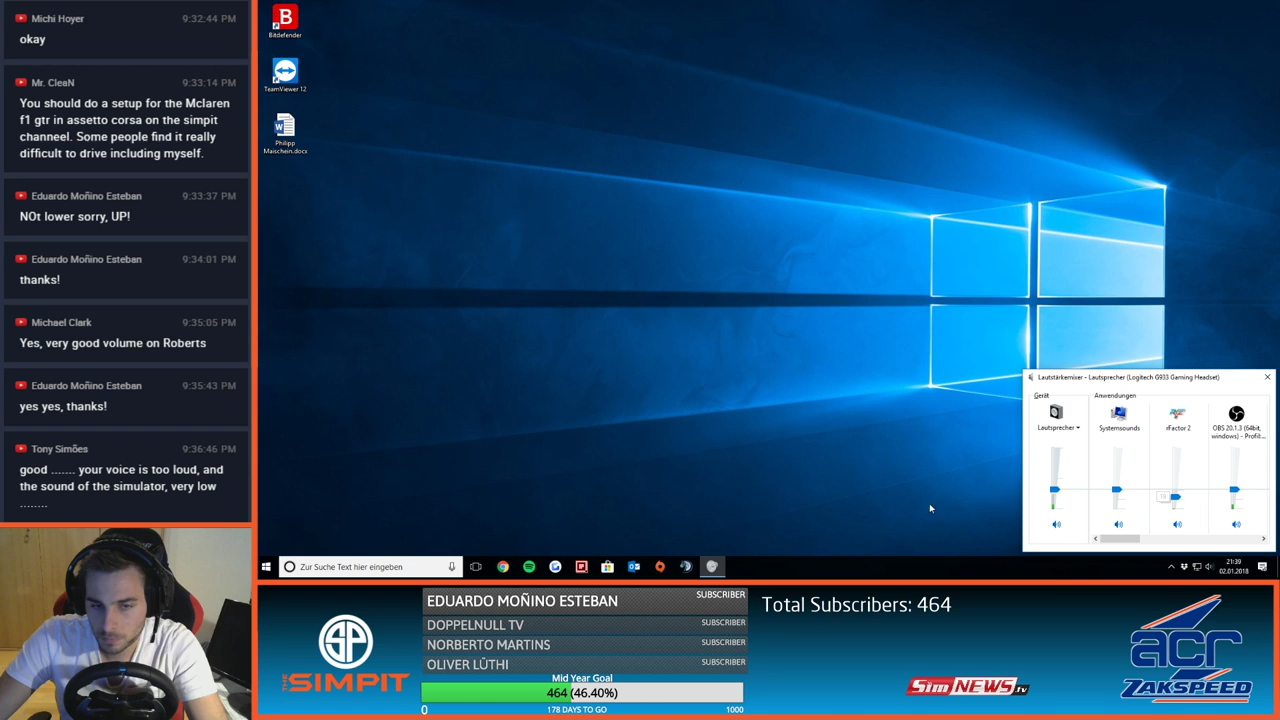 Michi Hoyer 9:32:44 PM
okay
Mr. CleaN 9:33:14 PM
You should do a setup for the Mclaren
f1 gtr in assetto corsa on the simpit
channeel. Some people find it really
difficult to drive including myself.
Eduardo Moñino Esteban 9:33:37 PM
NOt lower sorry, UP!
Eduardo Moñino Esteban 9:34:01 PM
thanks!
Michael Clark 9:35:05 PM
Yes, very good volume on Roberts
Eduardo Moñino Esteban 9:35:43 PM
yes yes, thanks!
Tony Simões 9:36:46 PM
good ....... your voice is too loud, and
the sound of the simulator, very low
........
Bitdefender
TeamViewer 12
Philipp
Maischein.docx
Lautstärkemixer - Lautsprecher (Logitech G933 Gaming Headset)
Gerät
Anwendungen
Lautsprecher
Systemsounds
rFactor 2
OBS 20.1.3 (64bit,
windows) - Profil:...
Zur Suche Text hier eingeben
21:39
02.01.2018
SP
THE SIMPIT
EDUARDO MOÑINO ESTEBAN SUBSCRIBER
DOPPELNULL TV SUBSCRIBER
NORBERTO MARTINS SUBSCRIBER
OLIVER LÜTHI SUBSCRIBER
Mid Year Goal
464 (46.40%)
0 178 DAYS TO GO 1000
Total Subscribers: 464
SimNEWS.tv
acr
ZAKSPEED